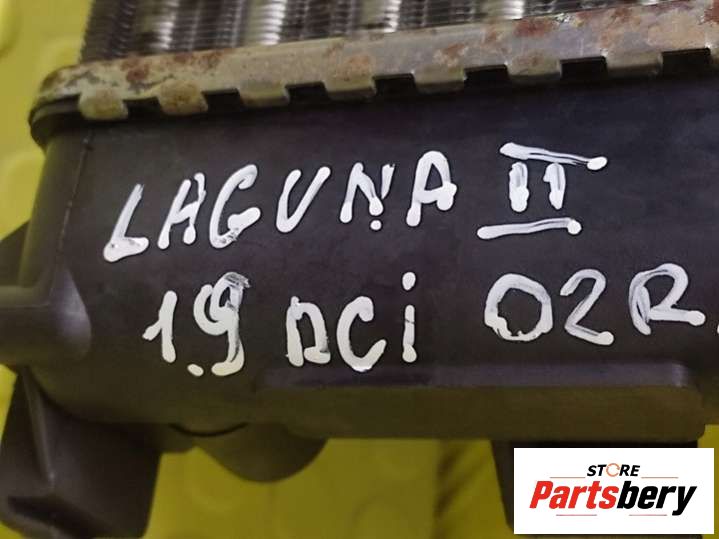 LAGUNA II
1.9 DCi 02R.
STORE
Partsbery